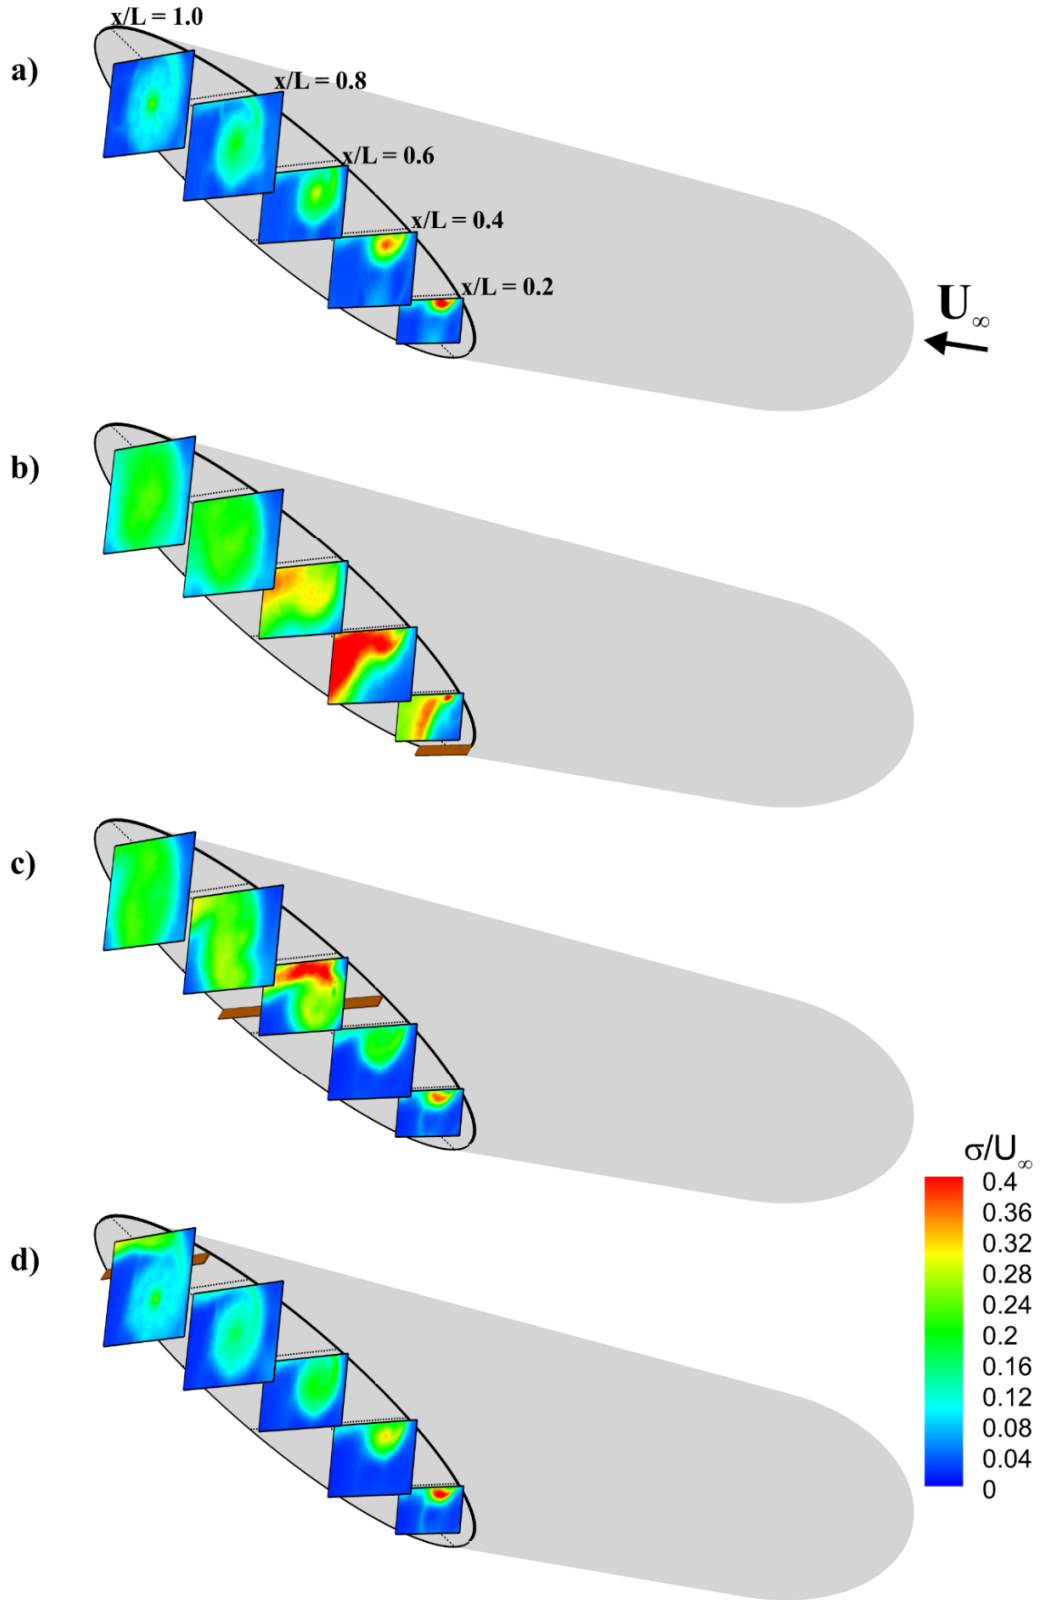 x/L = 1.0
a)
x/L = 0.8
x/L = 0.6
x/L = 0.4
x/L = 0.2
U∞
b)
c)
σ/U∞
0.4
0.36
0.32
0.28
0.24
0.2
0.16
0.12
0.08
0.04
0
d)